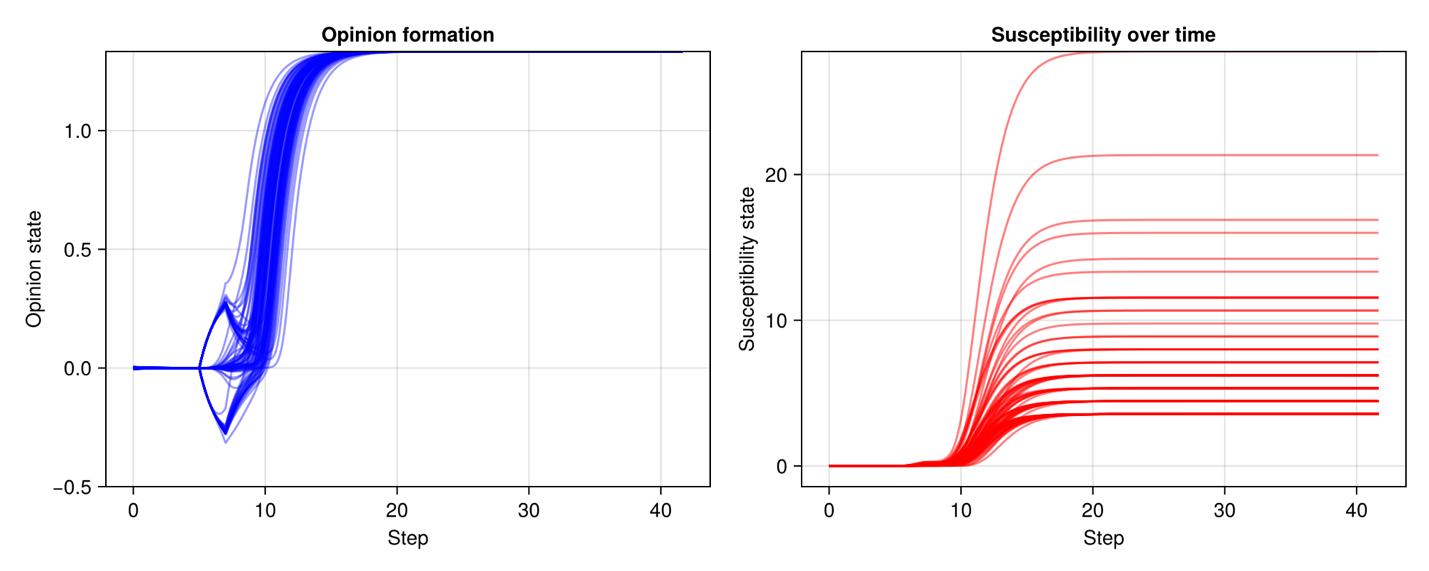 Opinion formation
Opinion state
1.0
0.5
0.0
−0.5
0 10 20 30 40
Step
Susceptibility over time
Susceptibility state
20
10
0
0 10 20 30 40
Step